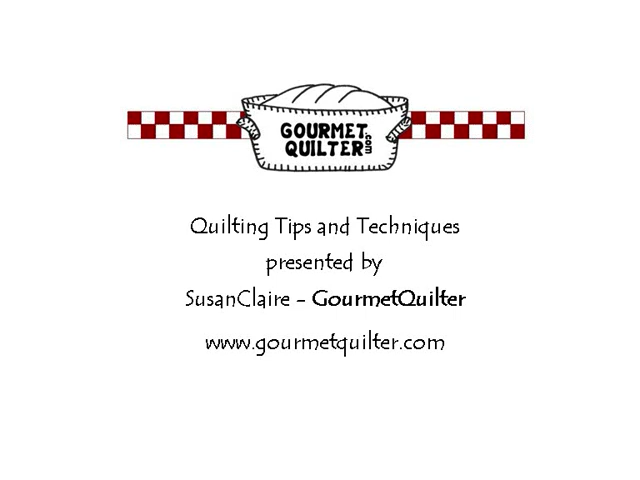 GOURMET.com
QUILTER
Quilting Tips and Techniques
presented by
SusanClaire - GourmetQuilter
www.gourmetquilter.com